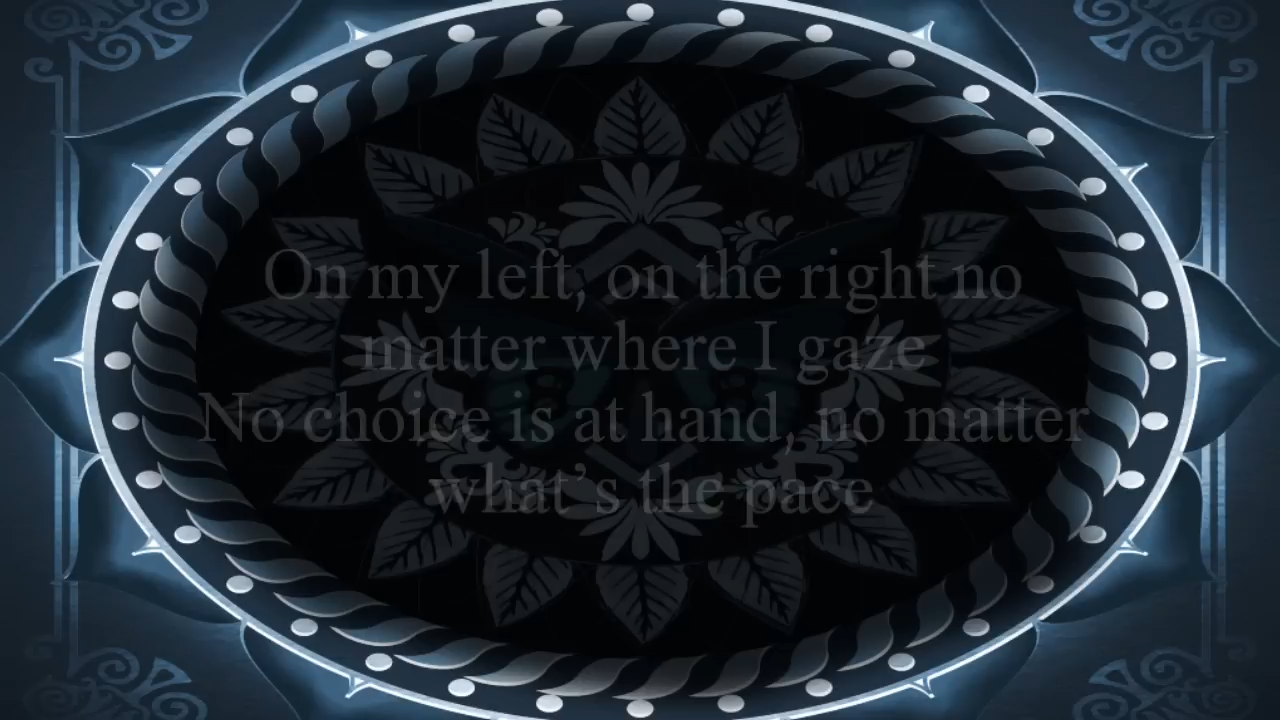 On my left, on the right no
matter where I gaze
No choice is at hand, no matter
what’s the pace